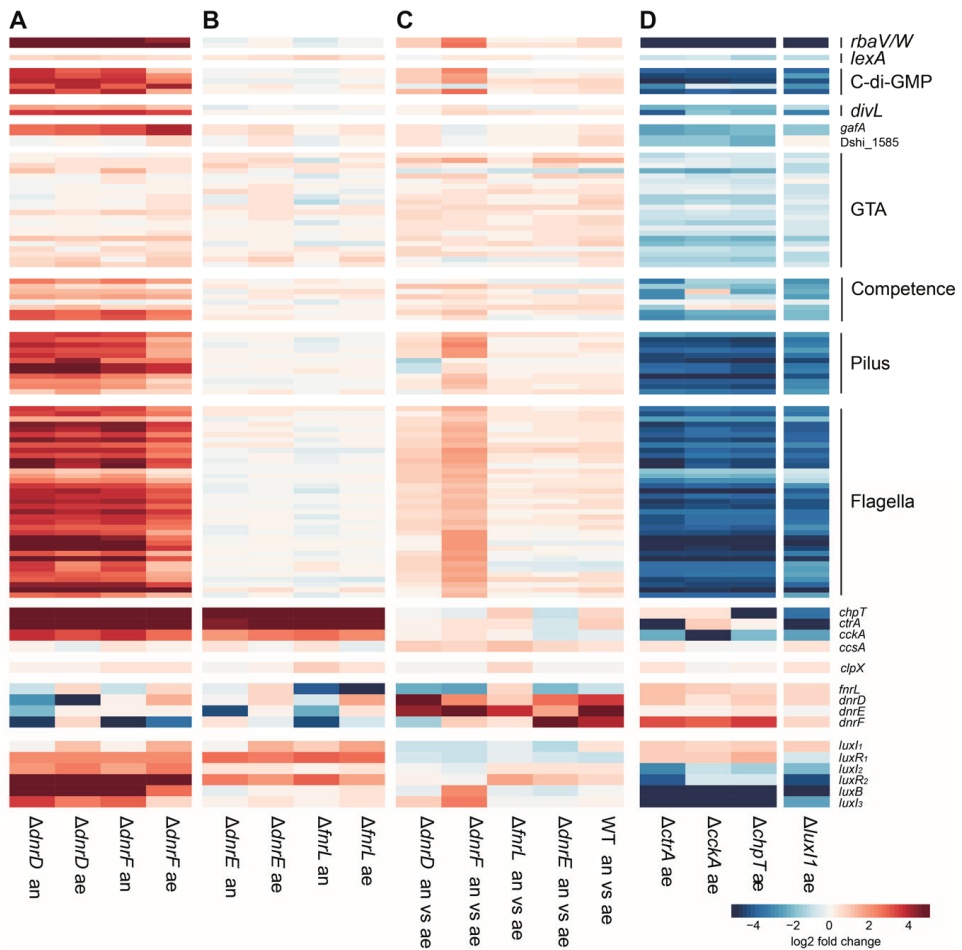 A B C D
rbaV/W
lexA
C-di-GMP
divL
gafA
Dshi_1585
GTA
Competence
Pilus
Flagella
chpT
ctrA
cckA
ccsA
clpX
fnrL
dnrD
dnrE
dnrF
luxI1
luxR1
luxI2
luxR2
luxB
luxI3
ΔdnrD an
ΔdnrD ae
ΔdnrF an
ΔdnrF ae
ΔdnrE an
ΔdnrE ae
ΔfnrL an
ΔfnrL ae
ΔdnrD an vs ae
ΔdnrF an vs ae
ΔfnrL an vs ae
ΔdnrE an vs ae
WT an vs ae
ΔctrA ae
ΔcckA ae
ΔchpT æ
ΔluxI1 ae
−4 −2 0 2 4
log2 fold change